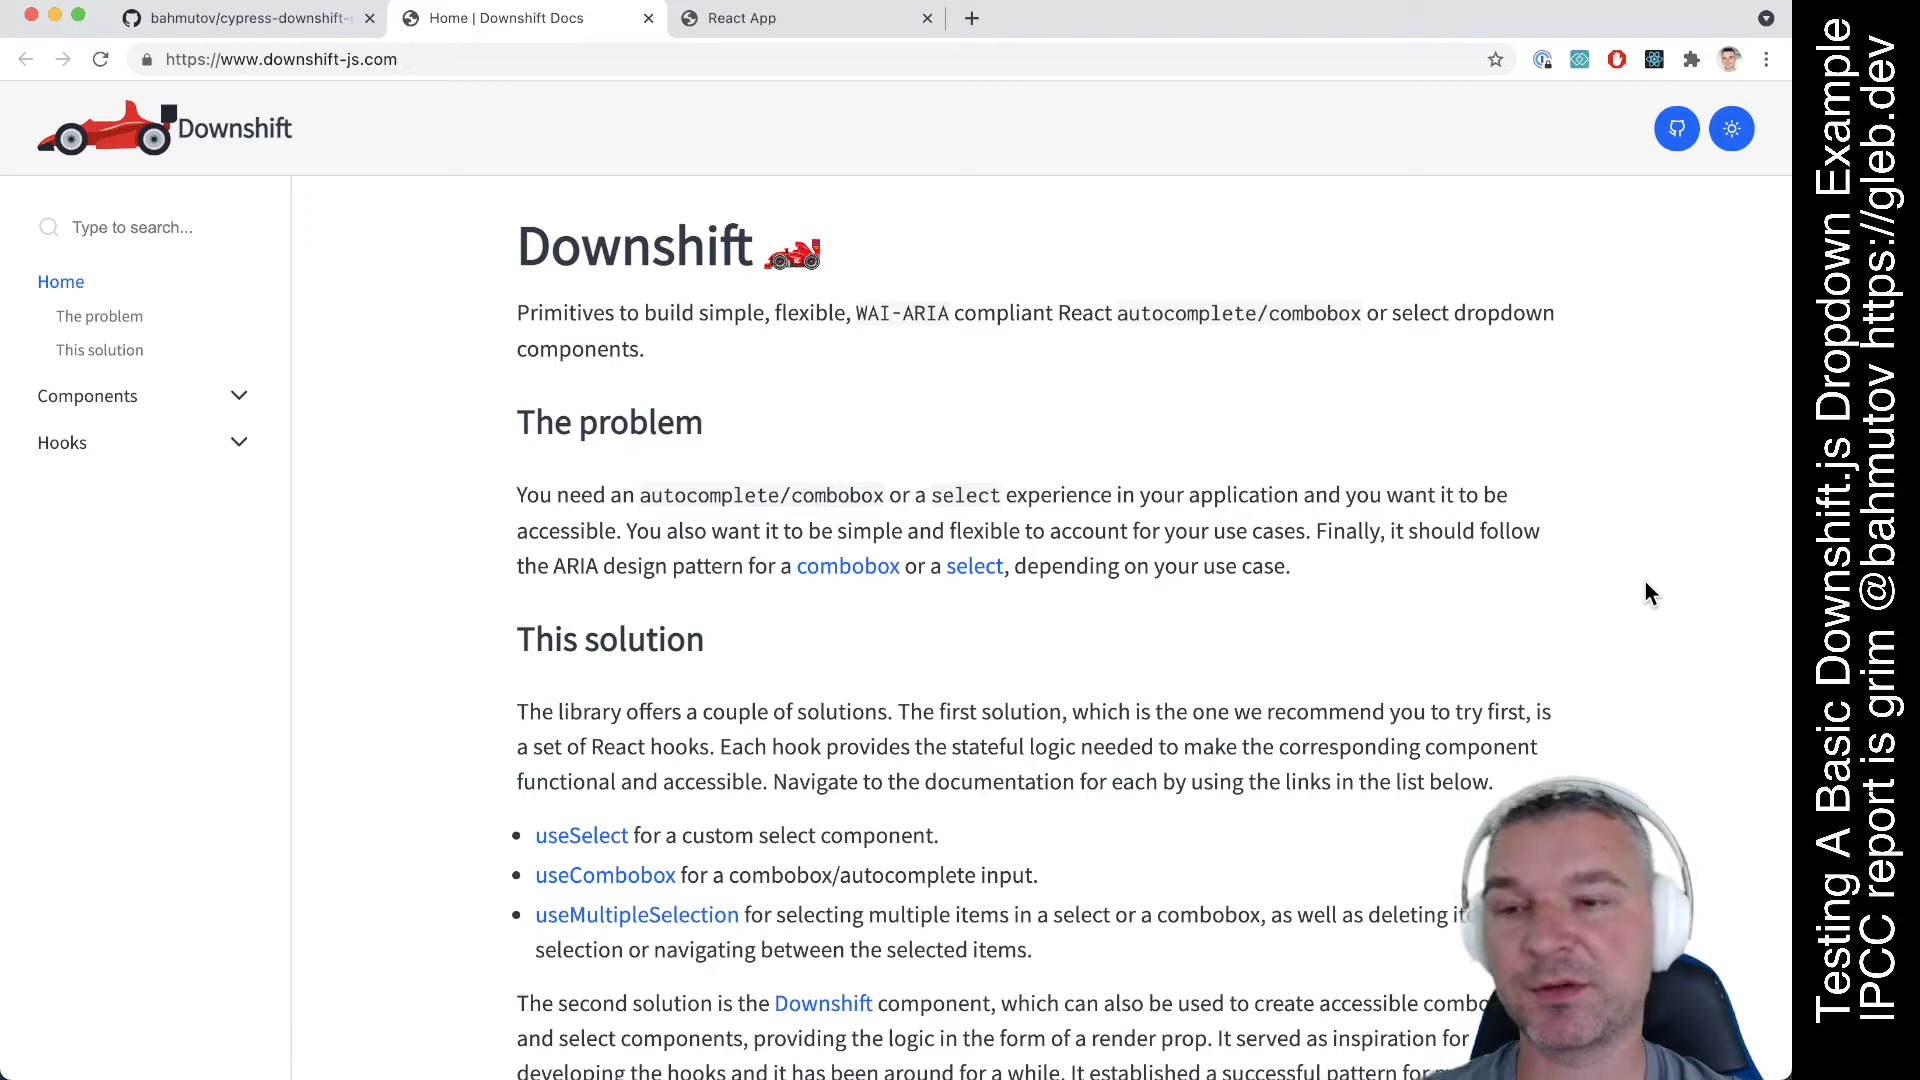 bahmutov/cypress-downshift-
Home | Downshift Docs
React App
https://www.downshift-js.com
Downshift
Type to search...
Home
The problem
This solution
Components
Hooks
Downshift
Primitives to build simple, flexible, WAI-ARIA compliant React autocomplete/combobox or select dropdown
components.
The problem
You need an autocomplete/combobox or a select experience in your application and you want it to be
accessible. You also want it to be simple and flexible to account for your use cases. Finally, it should follow
the ARIA design pattern for a combobox or a select, depending on your use case.
This solution
The library offers a couple of solutions. The first solution, which is the one we recommend you to try first, is
a set of React hooks. Each hook provides the stateful logic needed to make the corresponding component
functional and accessible. Navigate to the documentation for each by using the links in the list below.
useSelect for a custom select component.
useCombobox for a combobox/autocomplete input.
useMultipleSelection for selecting multiple items in a select or a combobox, as well as deleting
selection or navigating between the selected items.
The second solution is the Downshift component, which can also be used to create accessible
and select components, providing the logic in the form of a render prop. It served as inspiration for
developing the hooks and it has been around for a while. It established a successful pattern for
Testing A Basic Downshift.js Dropdown Example
IPCC report is grim @bahmutov https://gleb.dev